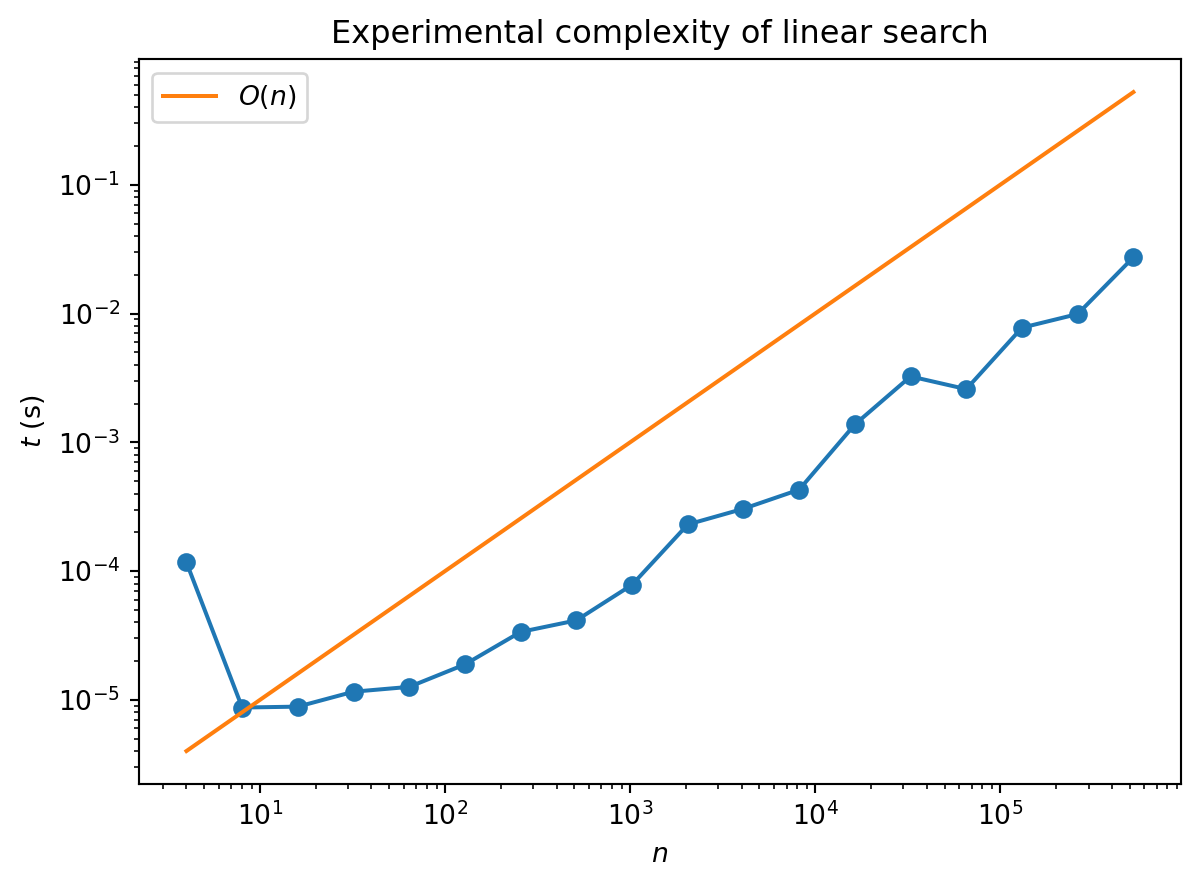 Experimental complexity of linear search
O(n)
10⁻¹
10⁻²
10⁻³
10⁻⁴
10⁻⁵
t (s)
10¹ 10² 10³ 10⁴ 10⁵
n